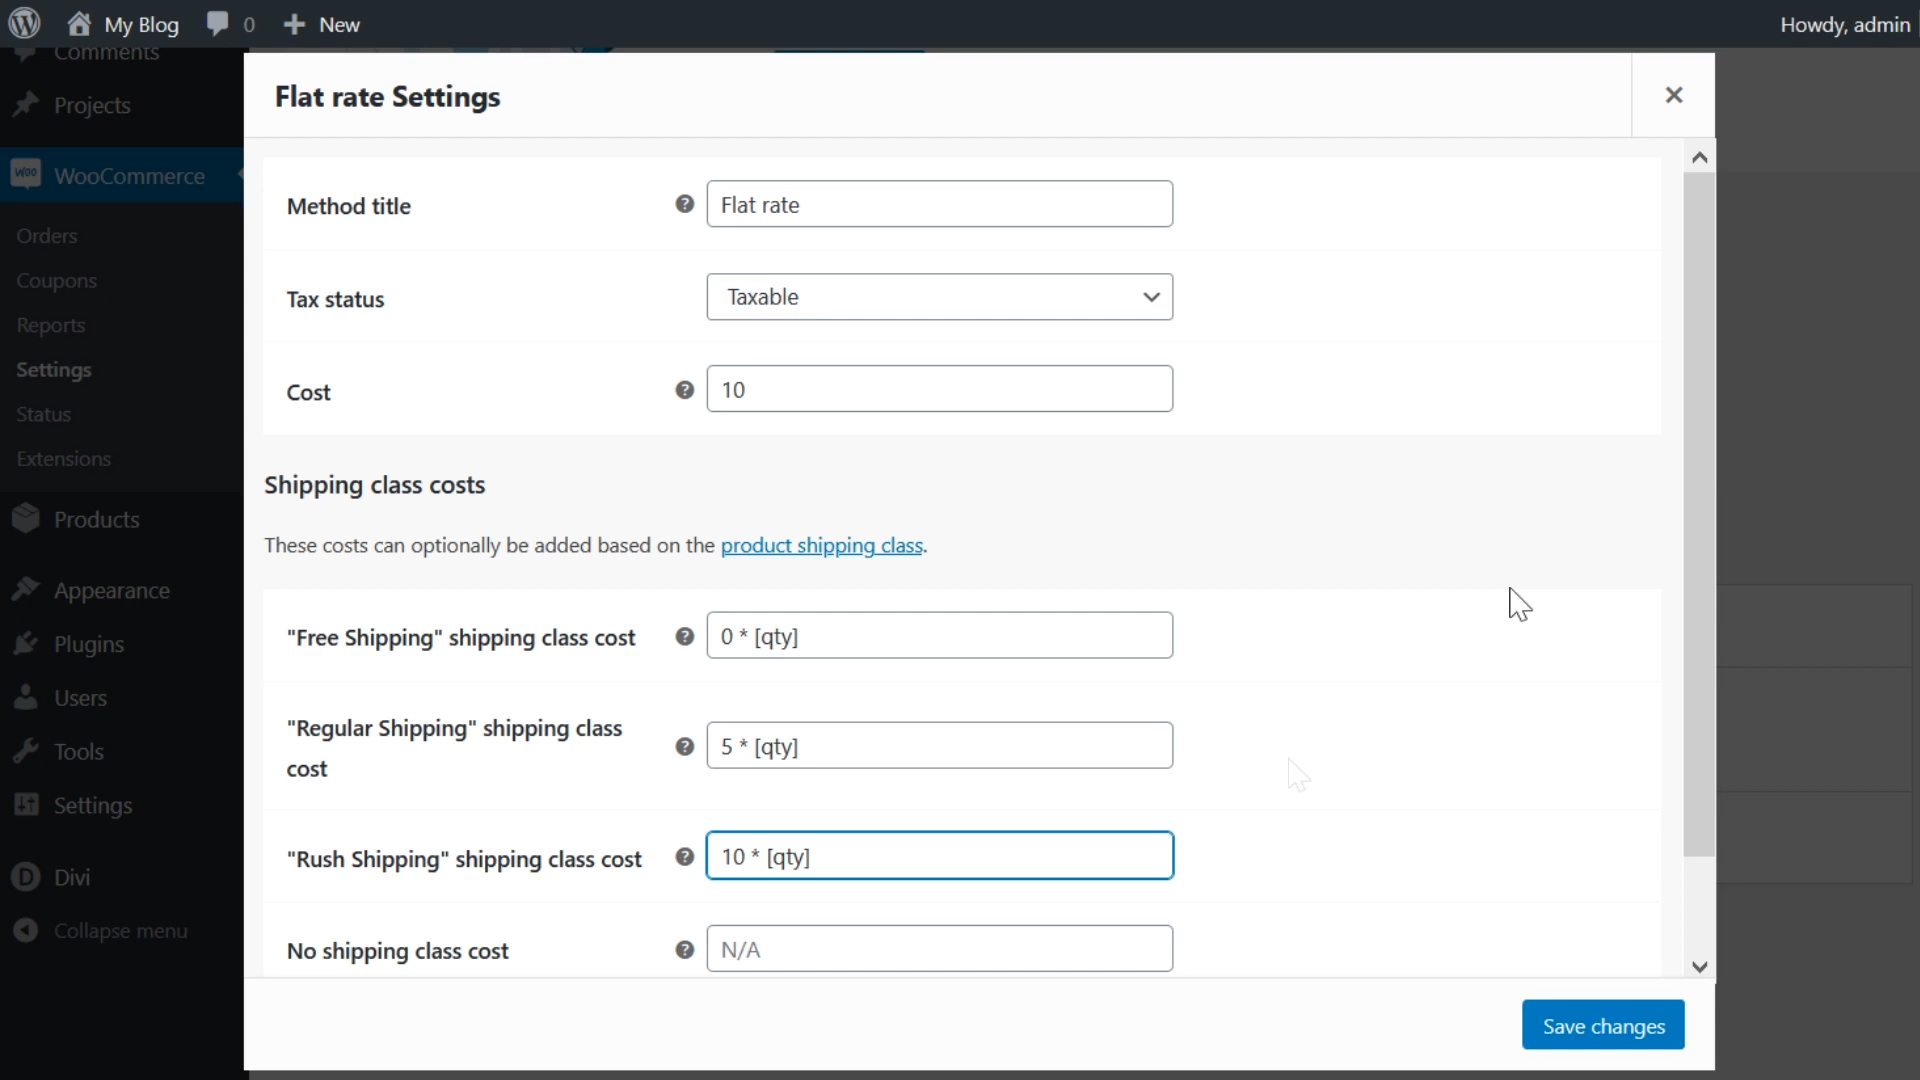 My Blog 0 New Howdy, admin
Comments
Projects
WooCommerce
Orders
Coupons
Reports
Settings
Status
Extensions
Products
Appearance
Plugins
Users
Tools
Settings
Divi
Collapse menu
Flat rate Settings
Method title ? Flat rate
Tax status Taxable
Cost ? 10
Shipping class costs
These costs can optionally be added based on the product shipping class.
"Free Shipping" shipping class cost ? 0 * [qty]
"Regular Shipping" shipping class
cost ? 5 * [qty]
"Rush Shipping" shipping class cost ? 10 * [qty]
No shipping class cost ? N/A
Save changes